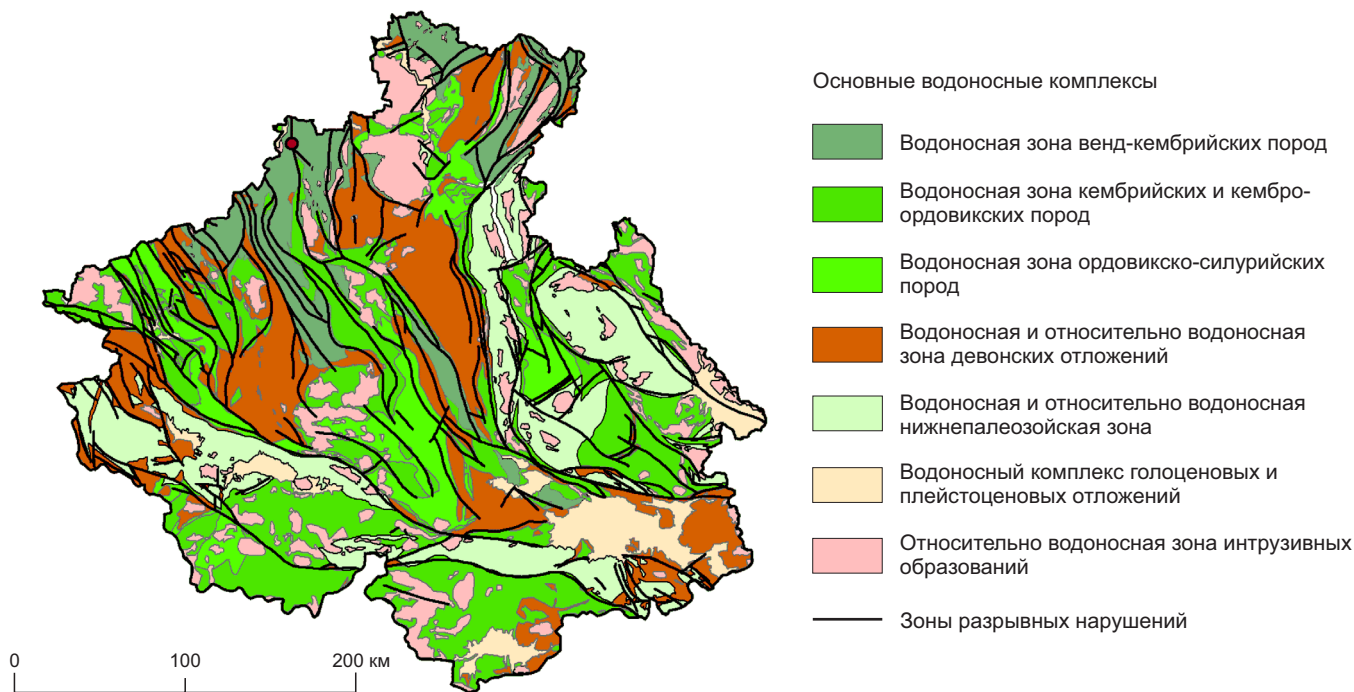 Основные водоносные комплексы
Водоносная зона венд-кембрийских пород
Водоносная зона кембрийских и кембро-
ордовикских пород
Водоносная зона ордовикско-силурийских
пород
Водоносная и относительно водоносная
зона девонских отложений
Водоносная и относительно водоносная
нижнепалеозойская зона
Водоносный комплекс голоценовых и
плейстоценовых отложений
Относительно водоносная зона интрузивных
образований
Зоны разрывных нарушений
0 100 200 км